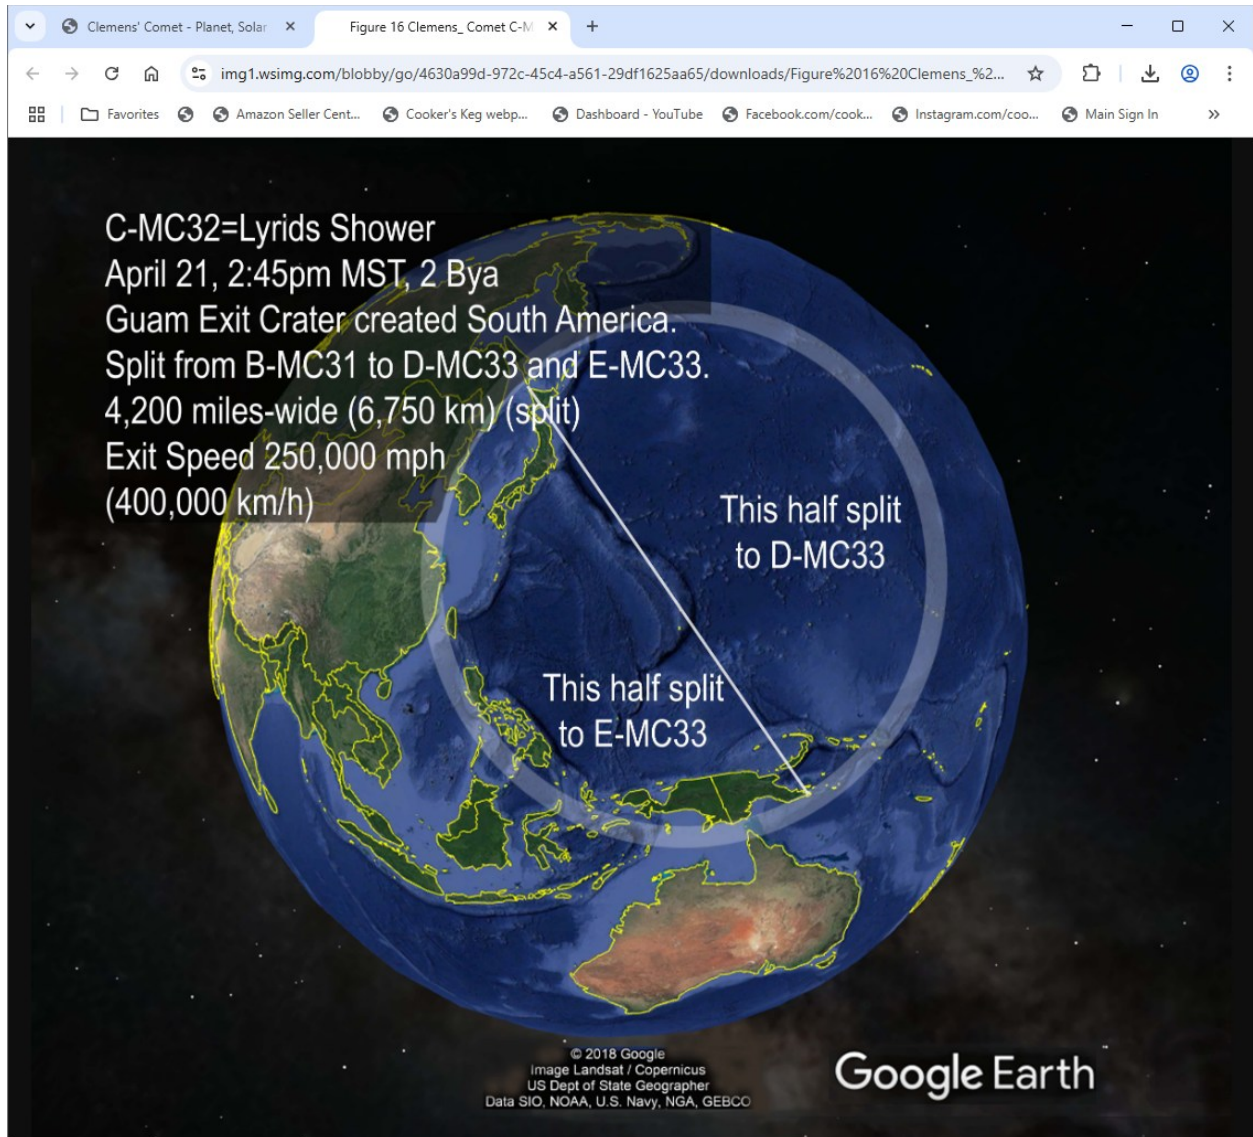 Clemens' Comet - Planet, Solar
Figure 16 Clemens_ Comet C-M
img1.wsimg.com/blobby/go/4630a99d-972c-45c4-a561-29df1625aa65/downloads/Figure%2016%20Clemens_%2...
Favorites
Amazon Seller Cent...
Cooker's Keg webp...
Dashboard - YouTube
Facebook.com/cook...
Instagram.com/coo...
Main Sign In
C-MC32=Lyrids Shower
April 21, 2:45pm MST, 2 Bya
Guam Exit Crater created South America.
Split from B-MC31 to D-MC33 and E-MC33.
4,200 miles-wide (6,750 km) (split)
Exit Speed 250,000 mph
(400,000 km/h)
This half split
to D-MC33
This half split
to E-MC33
© 2018 Google
Image Landsat / Copernicus
US Dept of State Geographer
Data SIO, NOAA, U.S. Navy, NGA, GEBCO
Google Earth